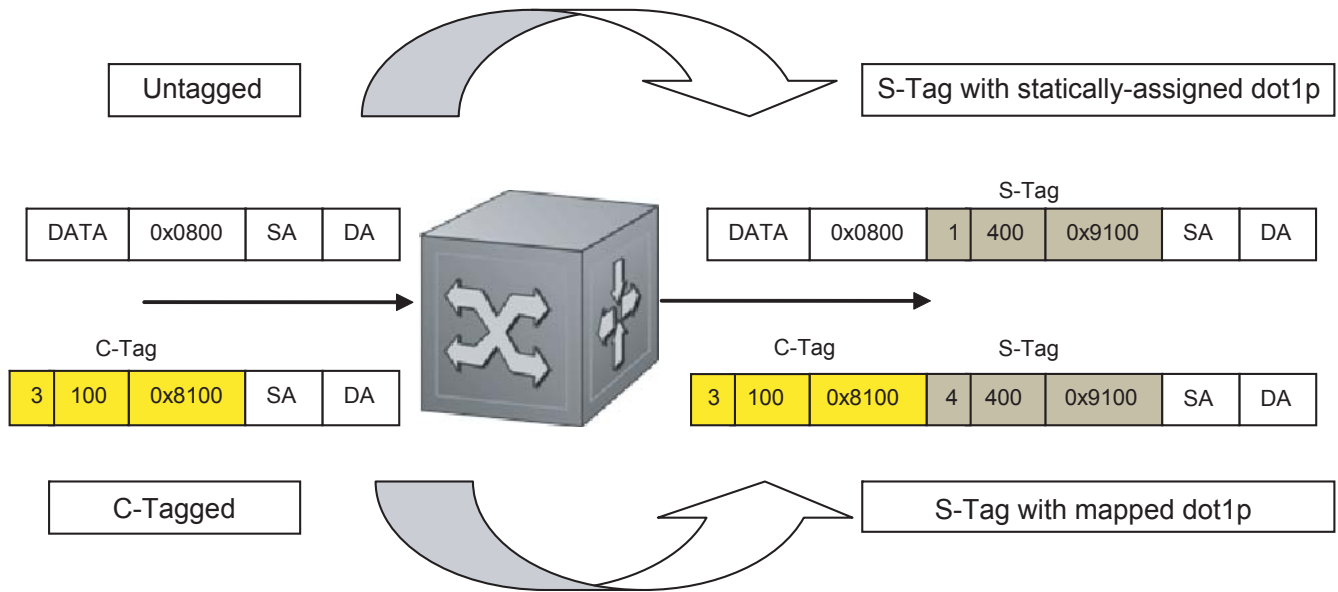 Untagged
S-Tag with statically-assigned dot1p
S-Tag
DATA 0x0800 SA DA
DATA 0x0800 1 400 0x9100 SA DA
C-Tag
C-Tag S-Tag
3 100 0x8100 SA DA
3 100 0x8100 4 400 0x9100 SA DA
C-Tagged
S-Tag with mapped dot1p